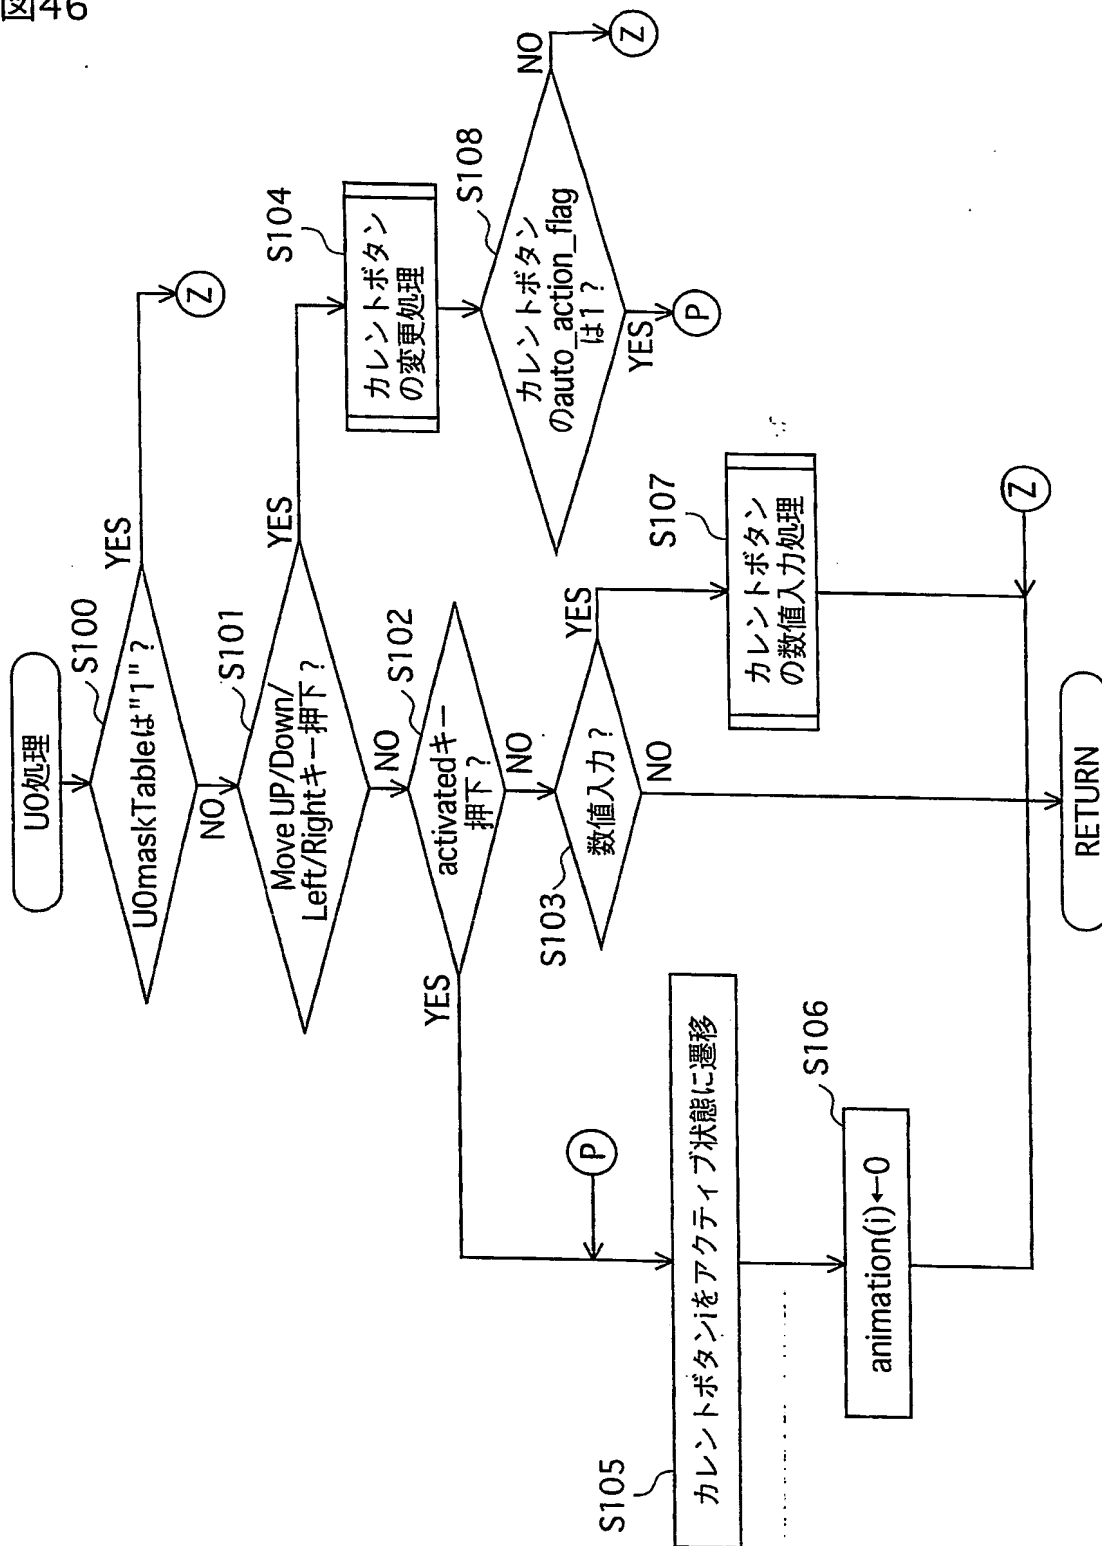 図46
UO処理
S100
UOmaskTableは"1"？
YES
Z
NO
S101
Move UP/Down/
Left/Rightキー押下？
YES
S104
カレントボタン
の変更処理
S108
カレントボタン
のauto_action_flag
は1？
NO
Z
YES
P
NO
S102
activatedキー
押下？
YES
NO
S103
数値入力？
YES
S107
カレントボタン
の数値入力処理
NO
Z
P
S105
カレントボタンiをアクティブ状態に遷移
S106
animation(i)←0
RETURN